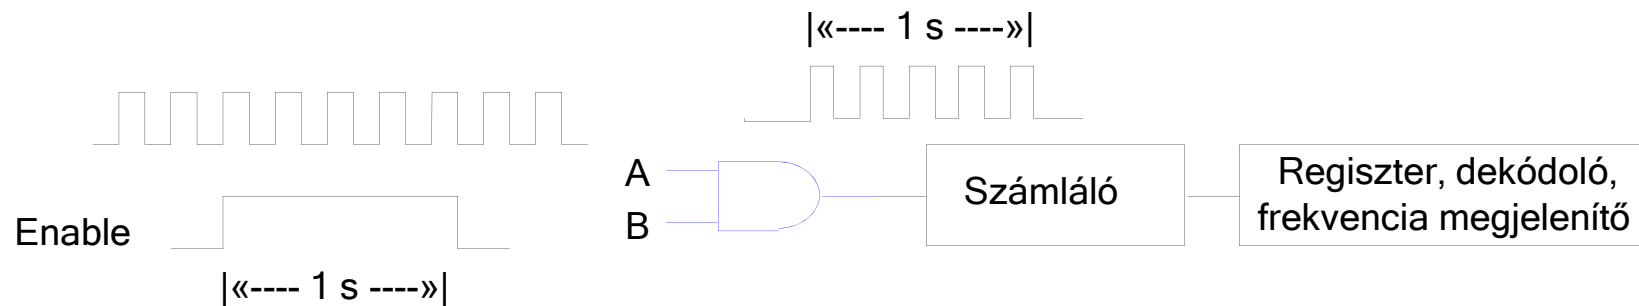 |«---- 1 s ----»|
A
B
Számláló
Regiszter, dekódoló,
frekvencia megjelenítő
Enable
|«---- 1 s ----»|